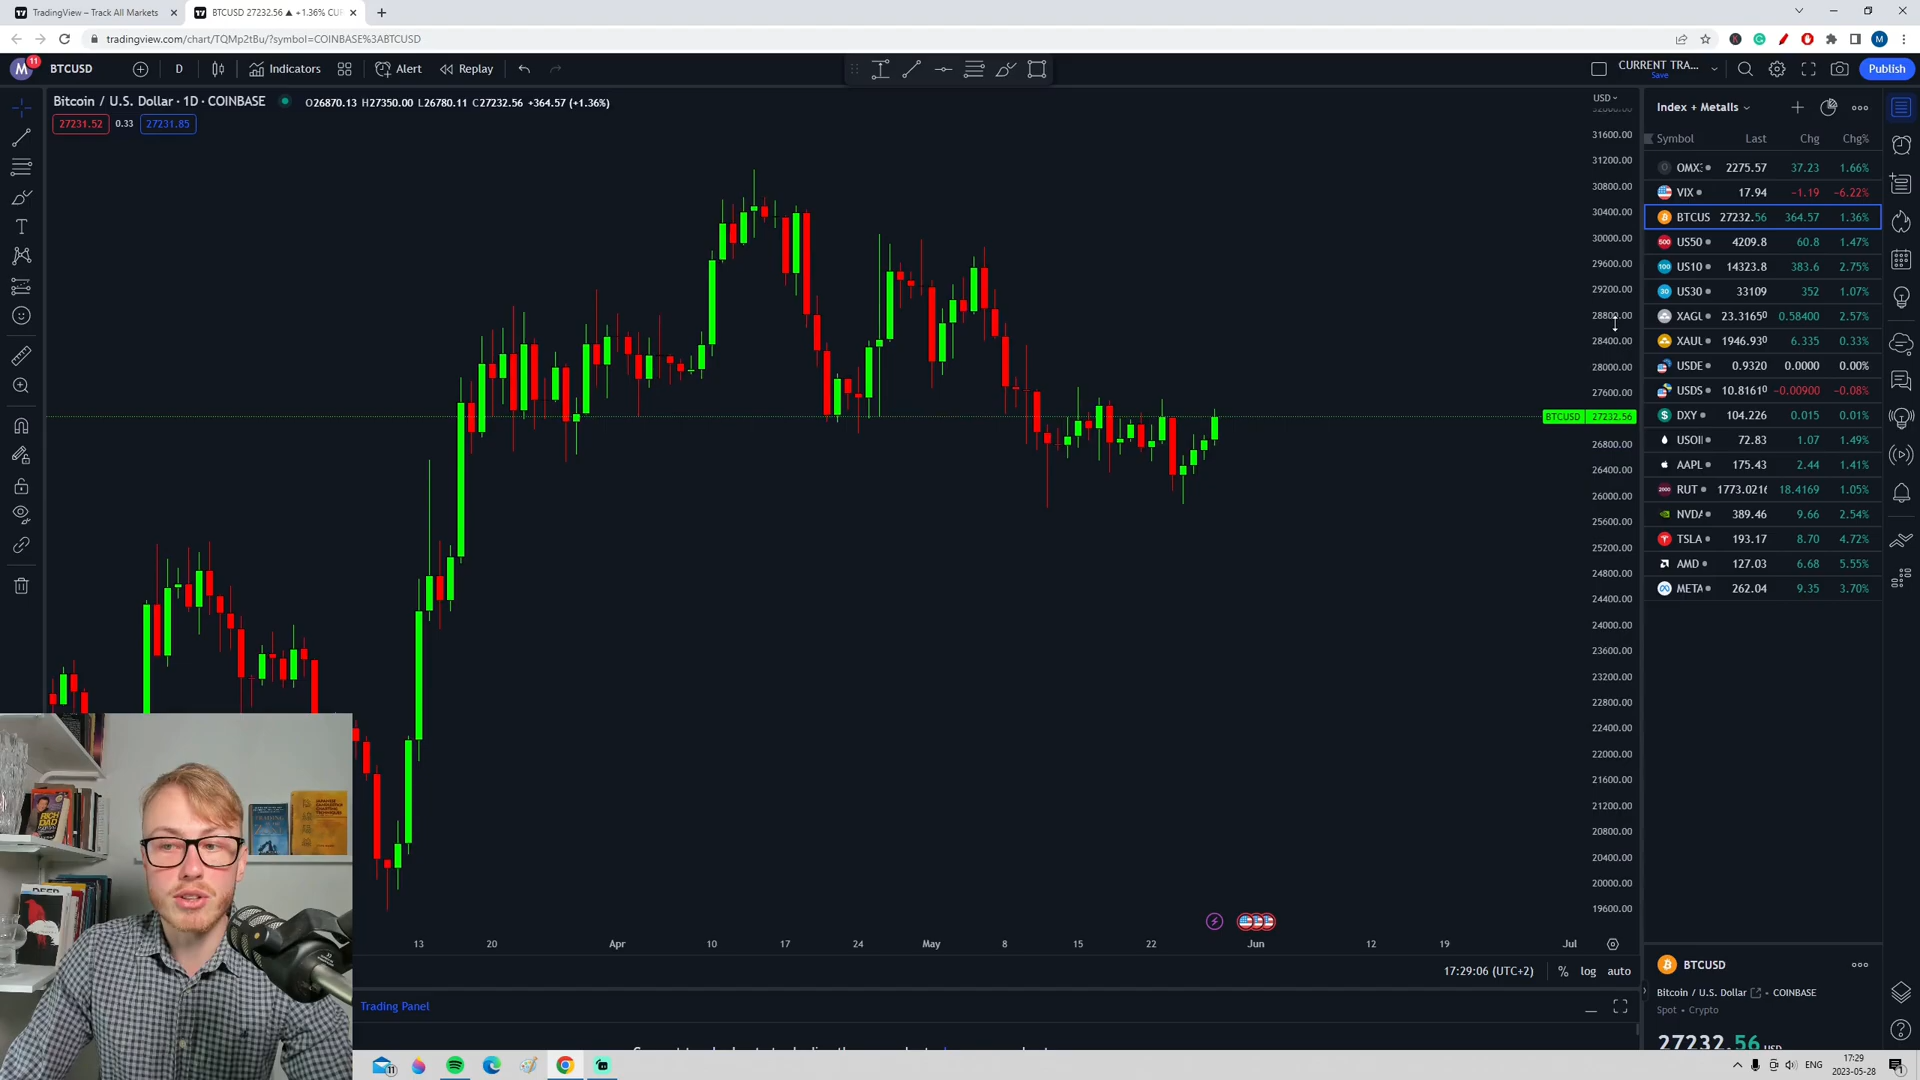 TradingView – Track All Markets
BTCUSD 27232.56 ▲ +1.36% CUR
tradingview.com/chart/TQMp2tBu/?symbol=COINBASE%3ABTCUSD
M
M
11
BTCUSD
D
Indicators
Alert
Replay
CURRENT TRA...
Save
Publish
Bitcoin / U.S. Dollar · 1D · COINBASE
O26870.13 H27350.00 L26780.11 C27232.56 +364.57 (+1.36%)
27231.52
0.33
27231.85
USD
32000.00
31600.00
31200.00
30800.00
30400.00
30000.00
29600.00
29200.00
28800.00
28400.00
28000.00
27600.00
BTCUSD 27232.56
26800.00
26400.00
26000.00
25600.00
25200.00
24800.00
24400.00
24000.00
23600.00
23200.00
22800.00
22400.00
22000.00
21600.00
21200.00
20800.00
20400.00
20000.00
19600.00
13 20 Apr 10 17 24 May 8 15 22 Jun 12 19 Jul
17:29:06 (UTC+2) % log auto
Trading Panel
Index + Metalls
Symbol Last Chg Chg%
OMX 2275.57 37.23 1.66%
VIX 17.94 −1.19 −6.22%
BTCUS 27232.56 364.57 1.36%
US50 4209.8 60.8 1.47%
US10 14323.8 383.6 2.75%
US30 33109 352 1.07%
XAGU 23.3165⁰ 0.58400 2.57%
XAUU 1946.93⁰ 6.335 0.33%
USDE 0.9320 0.0000 0.00%
USDS 10.8161⁰ −0.00900 −0.08%
DXY 104.226 0.015 0.01%
USOI 72.83 1.07 1.49%
AAPL 175.43 2.44 1.41%
RUT 1773.0216 18.4169 1.05%
NVDA 389.46 9.66 2.54%
TSLA 193.17 8.70 4.72%
AMD 127.03 6.68 5.55%
META 262.04 9.35 3.70%
BTCUSD
Bitcoin / U.S. Dollar • COINBASE
Spot • Crypto
27232.56 USD
RICH DAD
DEEP
11
ENG
17:29
2023-05-28
1